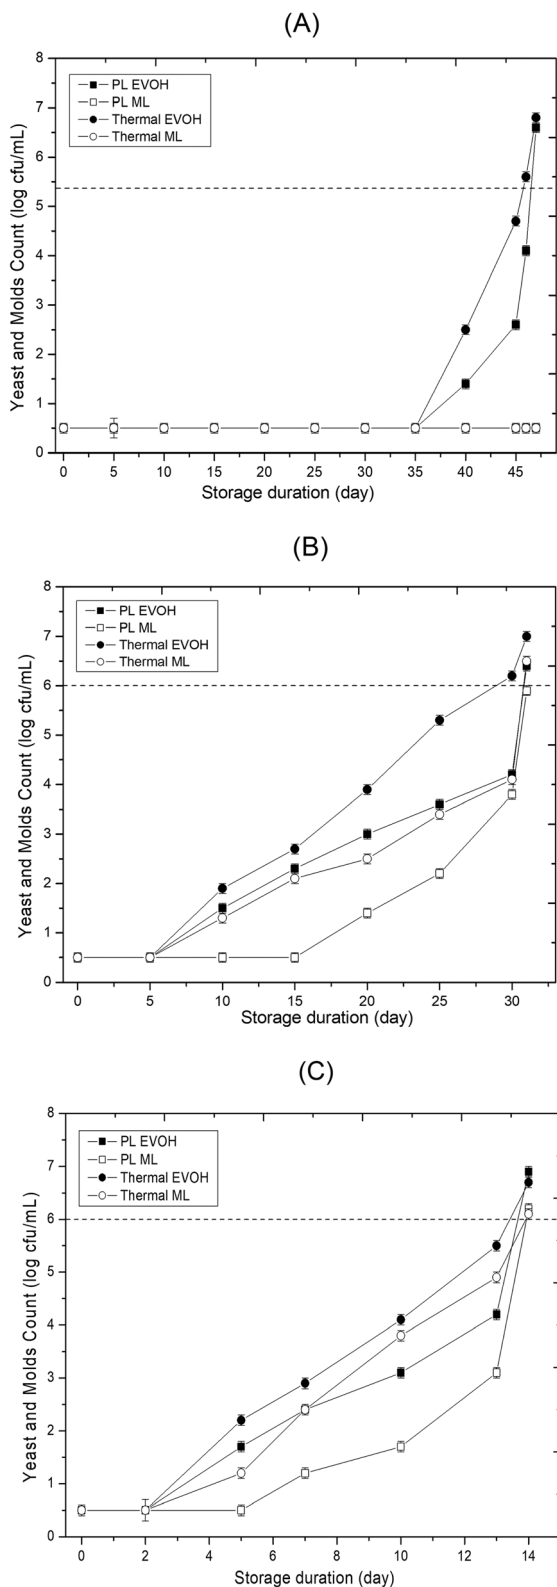 (A)
8
7
6
5
4
3
2
1
0
Yeast and Molds Count (log cfu/mL)
PL EVOH
PL ML
Thermal EVOH
Thermal ML
0 5 10 15 20 25 30 35 40 45
Storage duration (day)
(B)
8
7
6
5
4
3
2
1
0
Yeast and Molds Count (log cfu/mL)
PL EVOH
PL ML
Thermal EVOH
Thermal ML
0 5 10 15 20 25 30
Storage duration (day)
(C)
8
7
6
5
4
3
2
1
0
Yeast and Molds Count (log cfu/mL)
PL EVOH
PL ML
Thermal EVOH
Thermal ML
0 2 4 6 8 10 12 14
Storage duration (day)